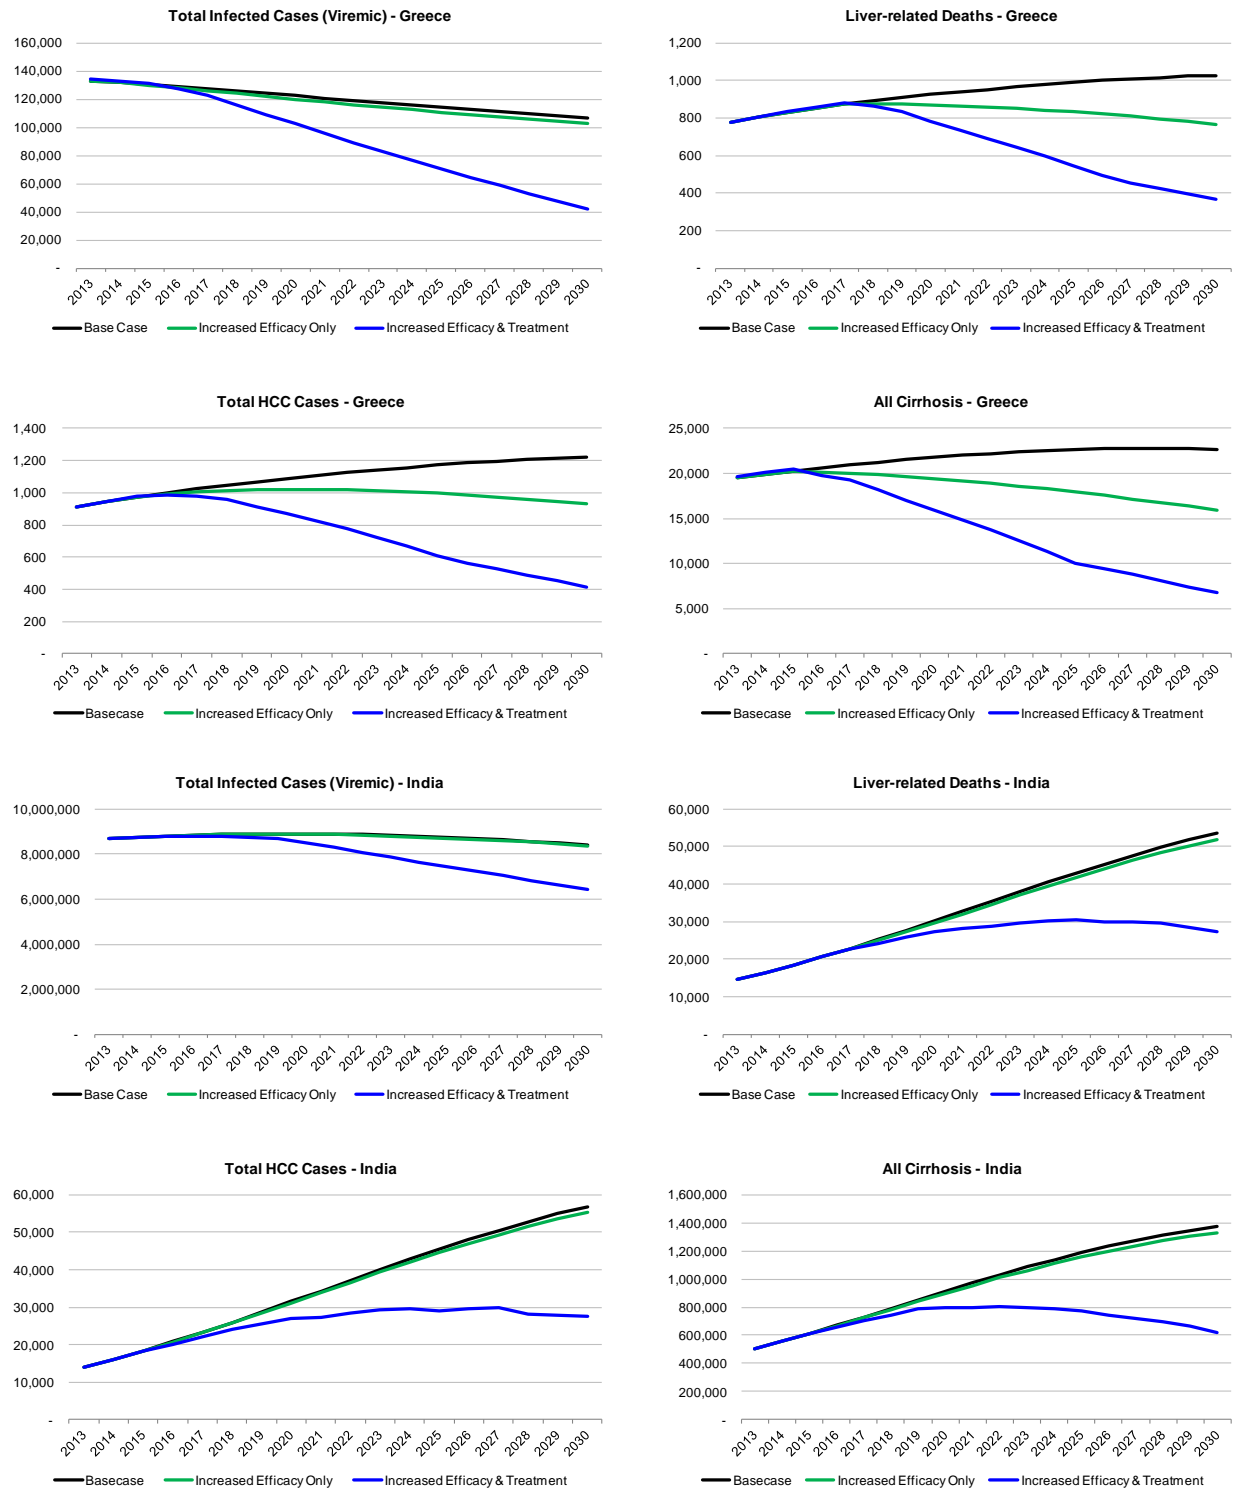 Total Infected Cases (Viremic) - Greece
160,000
140,000
120,000
100,000
80,000
60,000
40,000
20,000
-
2013 2014 2015 2016 2017 2018 2019 2020 2021 2022 2023 2024 2025 2026 2027 2028 2029 2030
Base Case Increased Efficacy Only Increased Efficacy & Treatment
Liver-related Deaths - Greece
1,200
1,000
800
600
400
200
-
2013 2014 2015 2016 2017 2018 2019 2020 2021 2022 2023 2024 2025 2026 2027 2028 2029 2030
Base Case Increased Efficacy Only Increased Efficacy & Treatment
Total HCC Cases - Greece
1,400
1,200
1,000
800
600
400
200
-
2013 2014 2015 2016 2017 2018 2019 2020 2021 2022 2023 2024 2025 2026 2027 2028 2029 2030
Basecase Increased Efficacy Only Increased Efficacy & Treatment
All Cirrhosis - Greece
25,000
20,000
15,000
10,000
5,000
-
2013 2014 2015 2016 2017 2018 2019 2020 2021 2022 2023 2024 2025 2026 2027 2028 2029 2030
Basecase Increased Efficacy Only Increased Efficacy & Treatment
Total Infected Cases (Viremic) - India
10,000,000
8,000,000
6,000,000
4,000,000
2,000,000
-
2013 2014 2015 2016 2017 2018 2019 2020 2021 2022 2023 2024 2025 2026 2027 2028 2029 2030
Base Case Increased Efficacy Only Increased Efficacy & Treatment
Liver-related Deaths - India
60,000
50,000
40,000
30,000
20,000
10,000
-
2013 2014 2015 2016 2017 2018 2019 2020 2021 2022 2023 2024 2025 2026 2027 2028 2029 2030
Base Case Increased Efficacy Only Increased Efficacy & Treatment
Total HCC Cases - India
60,000
50,000
40,000
30,000
20,000
10,000
-
2013 2014 2015 2016 2017 2018 2019 2020 2021 2022 2023 2024 2025 2026 2027 2028 2029 2030
Basecase Increased Efficacy Only Increased Efficacy & Treatment
All Cirrhosis - India
1,600,000
1,400,000
1,200,000
1,000,000
800,000
600,000
400,000
200,000
-
2013 2014 2015 2016 2017 2018 2019 2020 2021 2022 2023 2024 2025 2026 2027 2028 2029 2030
Basecase Increased Efficacy Only Increased Efficacy & Treatment